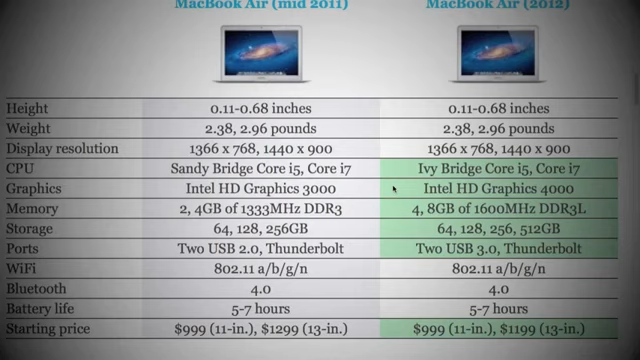 MacBook Air (mid 2011) MacBook Air (2012)
Height 0.11-0.68 inches 0.11-0.68 inches
Weight 2.38, 2.96 pounds 2.38, 2.96 pounds
Display resolution 1366 x 768, 1440 x 900 1366 x 768, 1440 x 900
CPU Sandy Bridge Core i5, Core i7 Ivy Bridge Core i5, Core i7
Graphics Intel HD Graphics 3000 Intel HD Graphics 4000
Memory 2, 4GB of 1333MHz DDR3 4, 8GB of 1600MHz DDR3L
Storage 64, 128, 256GB 64, 128, 256, 512GB
Ports Two USB 2.0, Thunderbolt Two USB 3.0, Thunderbolt
WiFi 802.11 a/b/g/n 802.11 a/b/g/n
Bluetooth 4.0 4.0
Battery life 5-7 hours 5-7 hours
Starting price $999 (11-in.), $1299 (13-in.) $999 (11-in.), $1199 (13-in.)